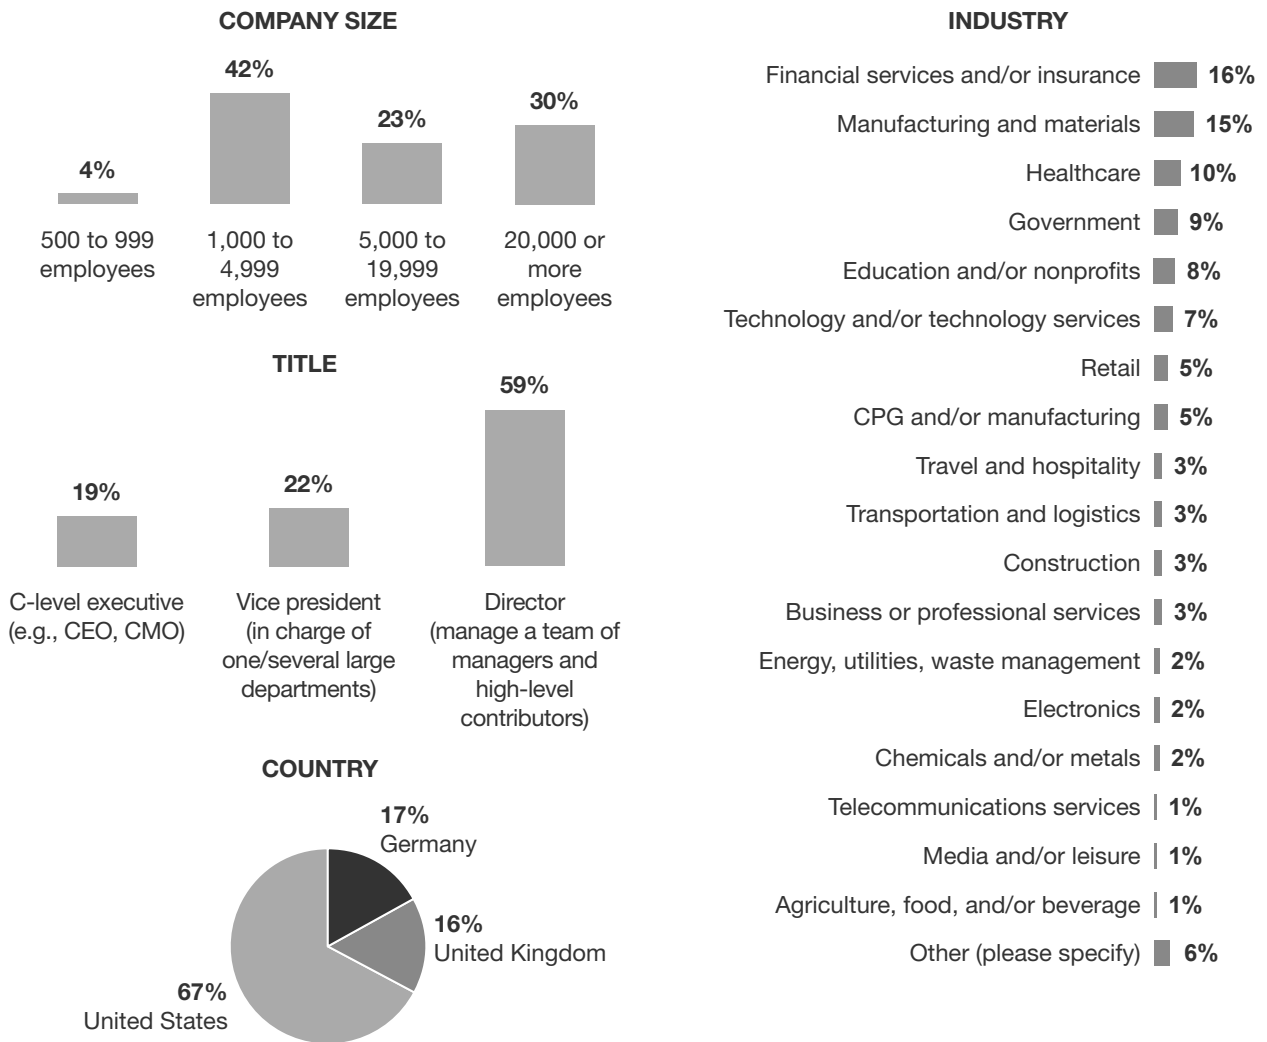 COMPANY SIZE
4%
42%
23%
30%
500 to 999
employees
1,000 to
4,999
employees
5,000 to
19,999
employees
20,000 or
more
employees
TITLE
19%
22%
59%
C-level executive
(e.g., CEO, CMO)
Vice president
(in charge of
one/several large
departments)
Director
(manage a team of
managers and
high-level
contributors)
COUNTRY
17%
Germany
16%
United Kingdom
67%
United States
INDUSTRY
Financial services and/or insurance 16%
Manufacturing and materials 15%
Healthcare 10%
Government 9%
Education and/or nonprofits 8%
Technology and/or technology services 7%
Retail 5%
CPG and/or manufacturing 5%
Travel and hospitality 3%
Transportation and logistics 3%
Construction 3%
Business or professional services 3%
Energy, utilities, waste management 2%
Electronics 2%
Chemicals and/or metals 2%
Telecommunications services 1%
Media and/or leisure 1%
Agriculture, food, and/or beverage 1%
Other (please specify) 6%